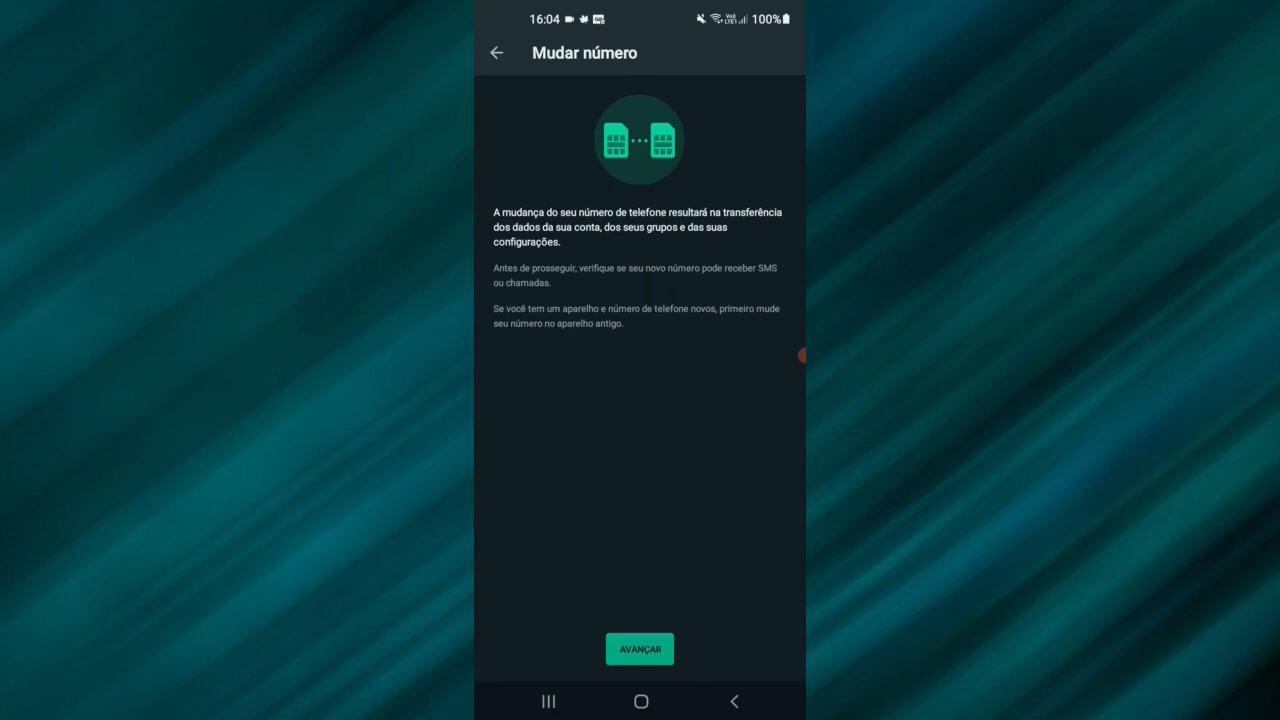 16:04 100%
Mudar número
A mudança do seu número de telefone resultará na transferência
dos dados da sua conta, dos seus grupos e das suas
configurações.
Antes de prosseguir, verifique se seu novo número pode receber SMS
ou chamadas.
Se você tem um aparelho e número de telefone novos, primeiro mude
seu número no aparelho antigo.
AVANÇAR